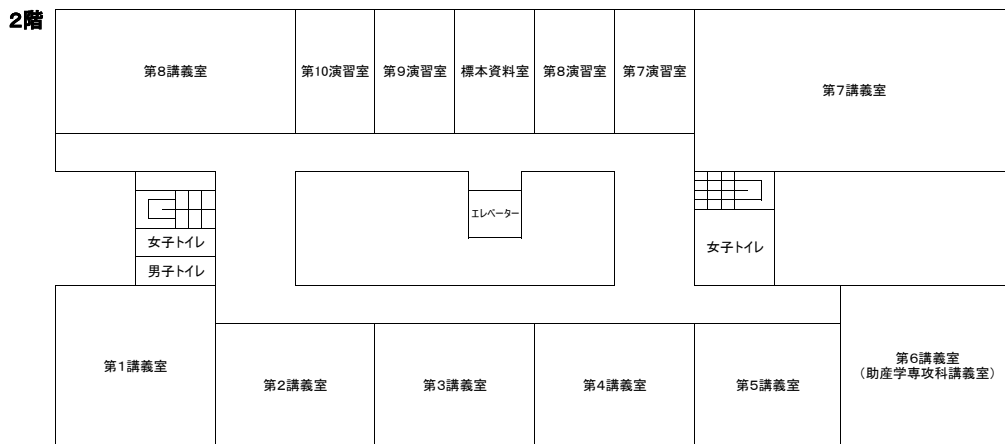 2階
第8講義室
第10演習室
第9演習室
標本資料室
第8演習室
第7演習室
第7講義室
エレベーター
女子トイレ
男子トイレ
女子トイレ
第1講義室
第2講義室
第3講義室
第4講義室
第5講義室
第6講義室
（助産学専攻科講義室）